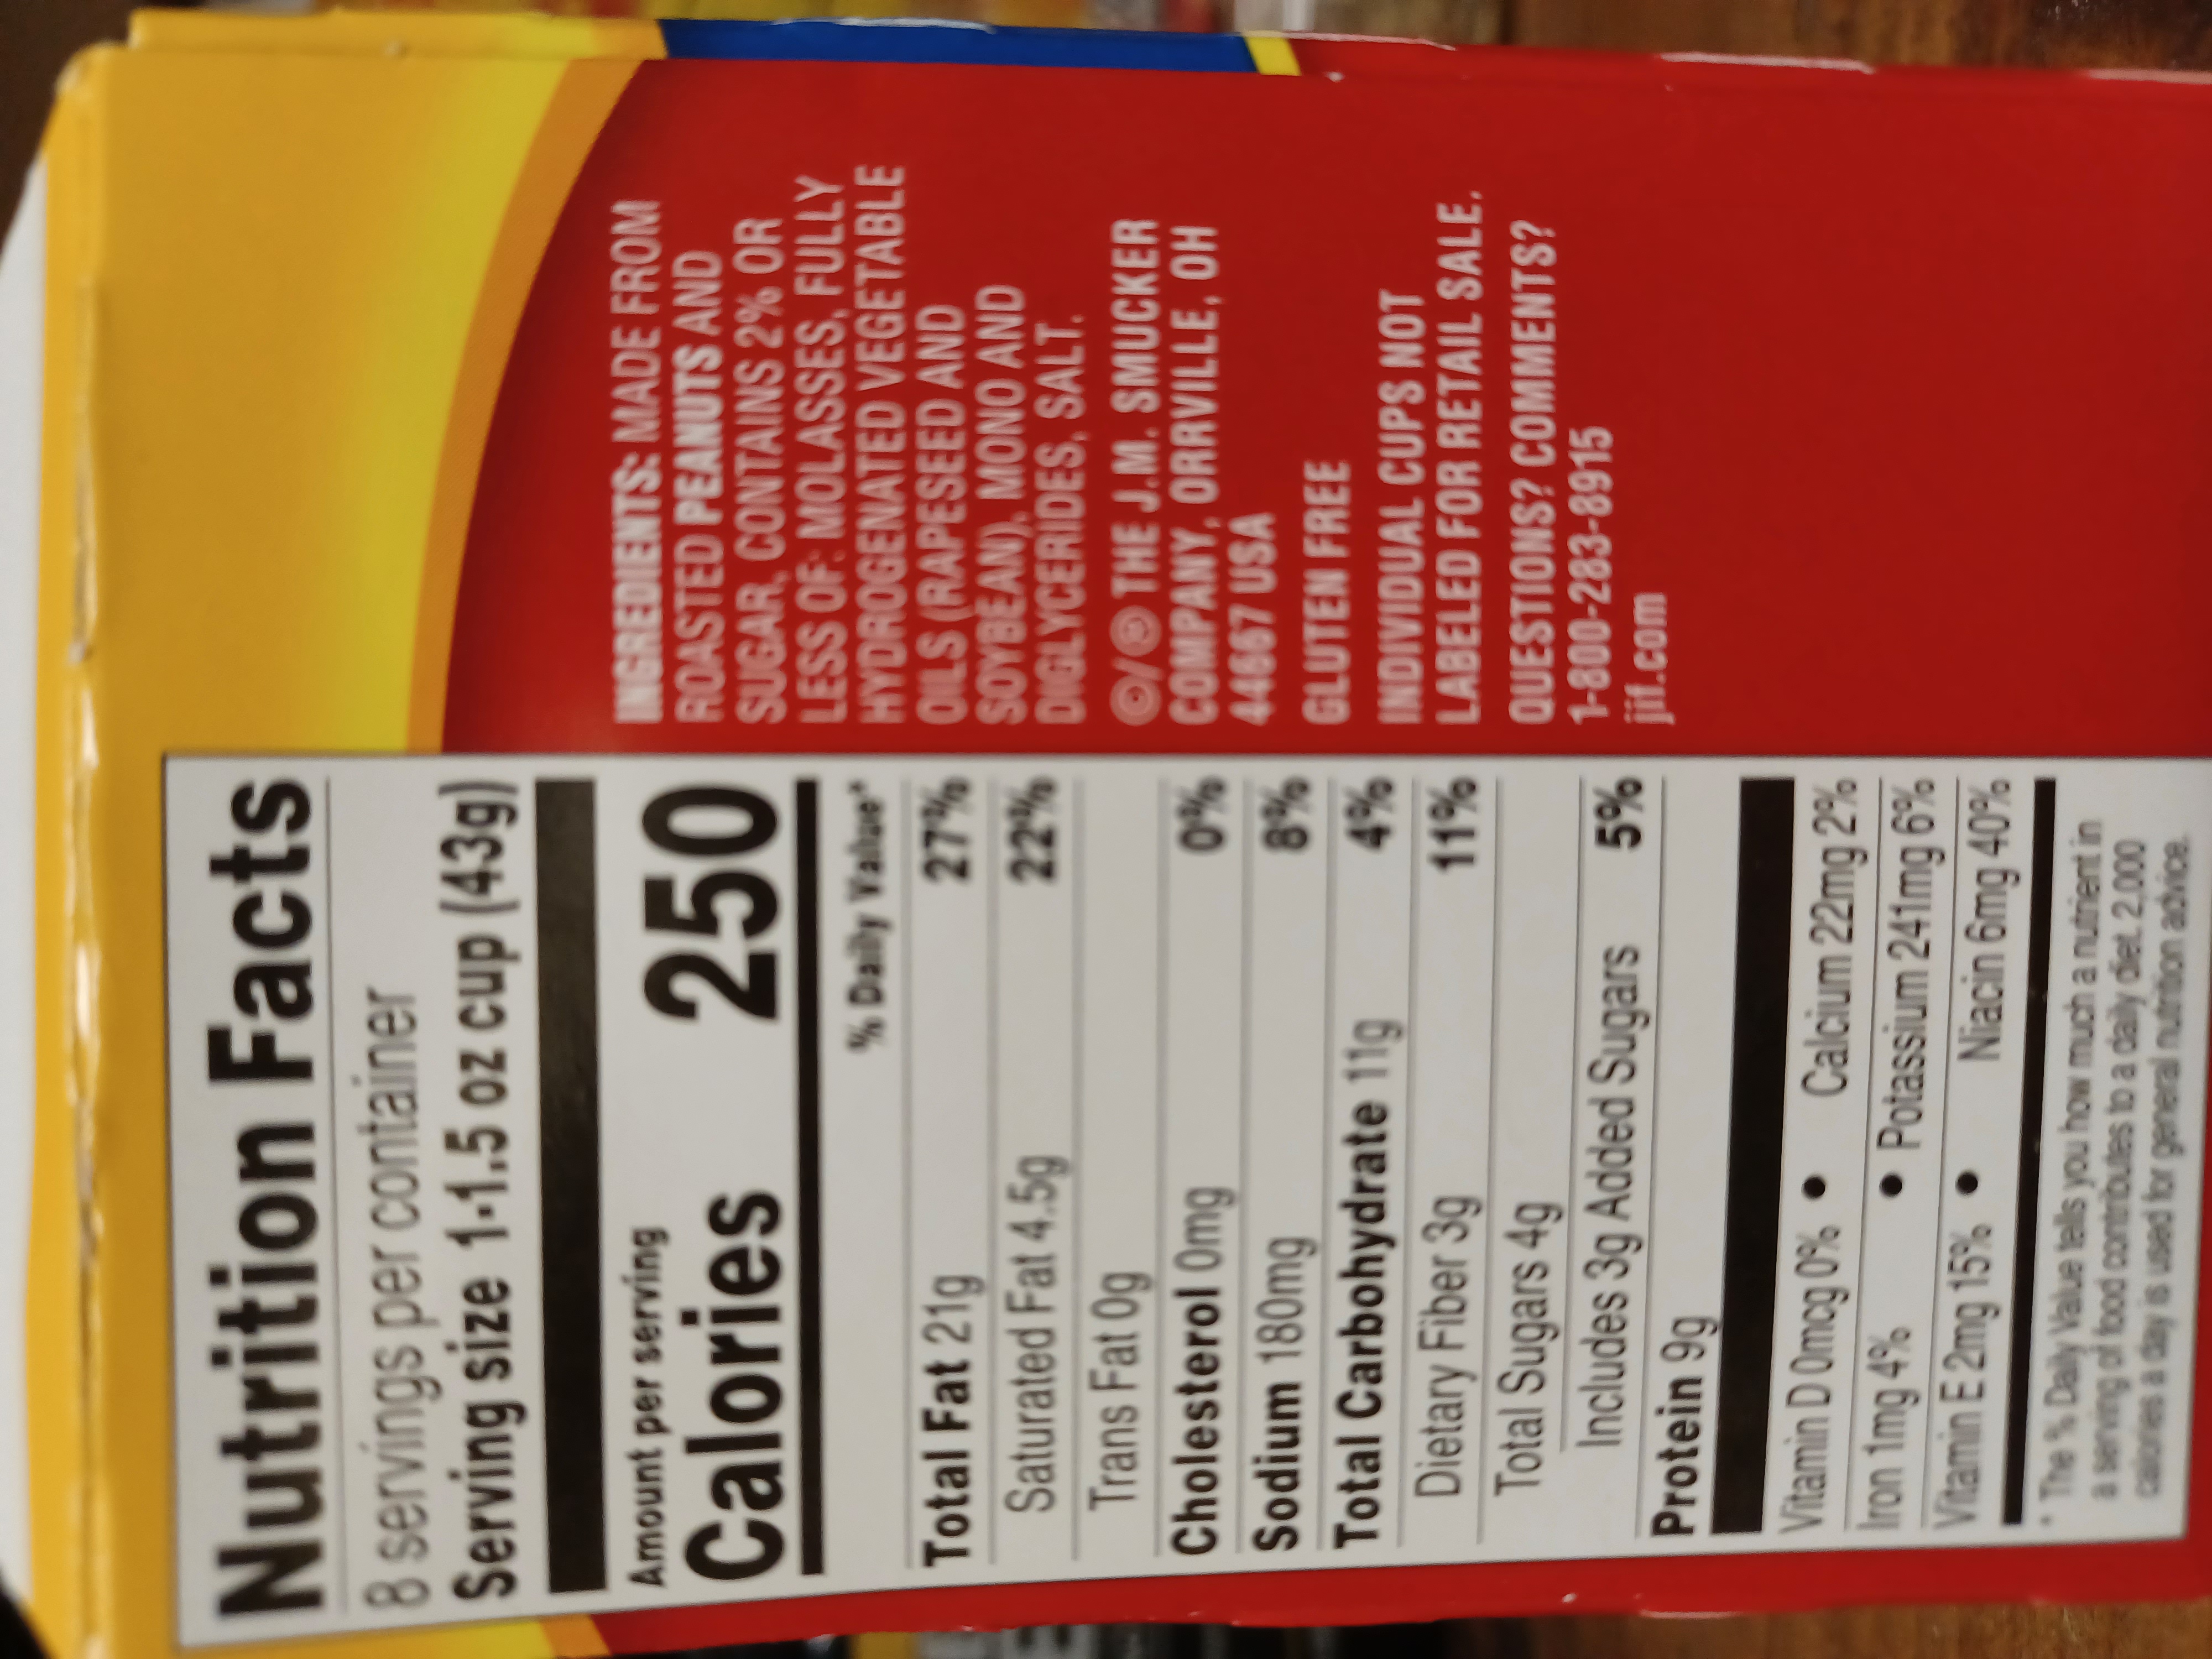 Nutrition Facts
8 servings per container
Serving size 1-1.5 oz cup (43g)
Amount per serving
Calories 250
% Daily Value*
Total Fat 21g 27%
Saturated Fat 4.5g 22%
Trans Fat 0g
Cholesterol 0mg 0%
Sodium 180mg 8%
Total Carbohydrate 11g 4%
Dietary Fiber 3g 11%
Total Sugars 4g
Includes 3g Added Sugars 5%
Protein 9g
Vitamin D 0mcg 0% • Calcium 22mg 2%
Iron 1mg 4% • Potassium 241mg 6%
Vitamin E 2mg 15% • Niacin 6mg 40%
* The % Daily Value tells you how much a nutrient in
a serving of food contributes to a daily diet. 2,000
calories a day is used for general nutrition advice.
INGREDIENTS: MADE FROM
ROASTED PEANUTS AND
SUGAR, CONTAINS 2% OR
LESS OF: MOLASSES, FULLY
HYDROGENATED VEGETABLE
OILS (RAPESEED AND
SOYBEAN), MONO AND
DIGLYCERIDES, SALT.
©/® THE J.M. SMUCKER
COMPANY, ORRVILLE, OH
44667 USA
GLUTEN FREE
INDIVIDUAL CUPS NOT
LABELED FOR RETAIL SALE.
QUESTIONS? COMMENTS?
1-800-283-8915
jif.com